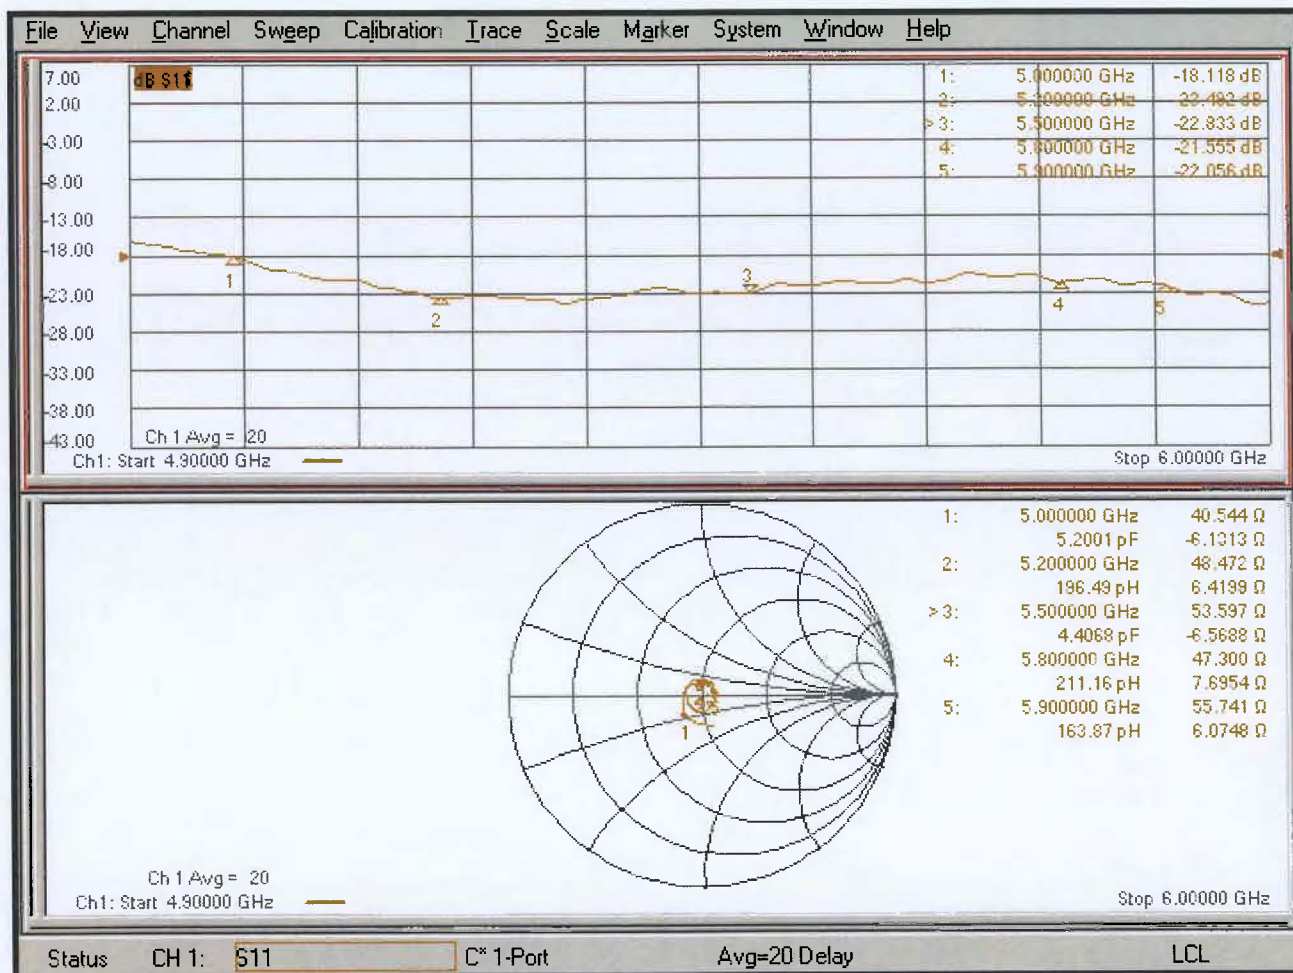 File View Channel Sweep Calibration Trace Scale Marker System Window Help
7.00
2.00
-3.00
-8.00
-13.00
-18.00
-23.00
-28.00
-33.00
-38.00
-43.00
dB S11
1: 5.000000 GHz -18.118 dB
2: 5.200000 GHz -23.492 dB
> 3: 5.500000 GHz -22.833 dB
4: 5.800000 GHz -21.555 dB
5: 5.900000 GHz -22.056 dB
1
2
3
4
5
Ch 1 Avg = 20
Ch1: Start 4.90000 GHz
Stop 6.00000 GHz
1: 5.000000 GHz 40.544 Ω
5.2001 pF -6.1313 Ω
2: 5.200000 GHz 48.472 Ω
196.49 pH 6.4199 Ω
> 3: 5.500000 GHz 53.597 Ω
4.4068 pF -6.5688 Ω
4: 5.800000 GHz 47.300 Ω
211.16 pH 7.6954 Ω
5: 5.900000 GHz 55.741 Ω
163.87 pH 6.0748 Ω
1
Ch 1 Avg = 20
Ch1: Start 4.90000 GHz
Stop 6.00000 GHz
Status CH 1: S11 C* 1-Port Avg=20 Delay LCL